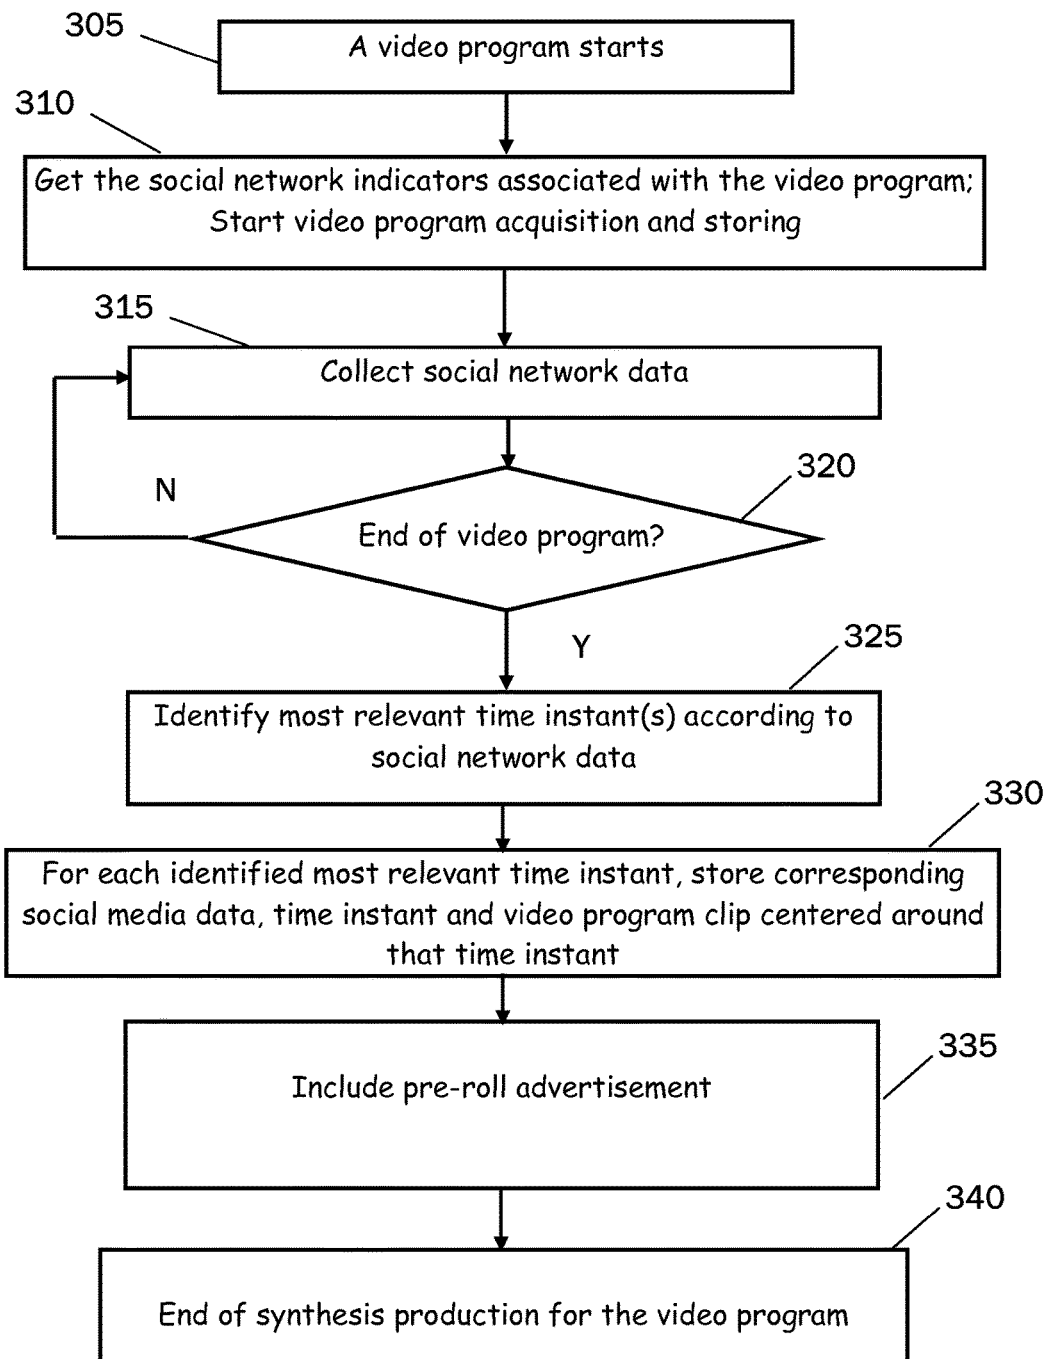 305
A video program starts
310
Get the social network indicators associated with the video program;
Start video program acquisition and storing
315
Collect social network data
320
N
End of video program?
Y
325
Identify most relevant time instant(s) according to
social network data
330
For each identified most relevant time instant, store corresponding
social media data, time instant and video program clip centered around
that time instant
335
Include pre-roll advertisement
340
End of synthesis production for the video program